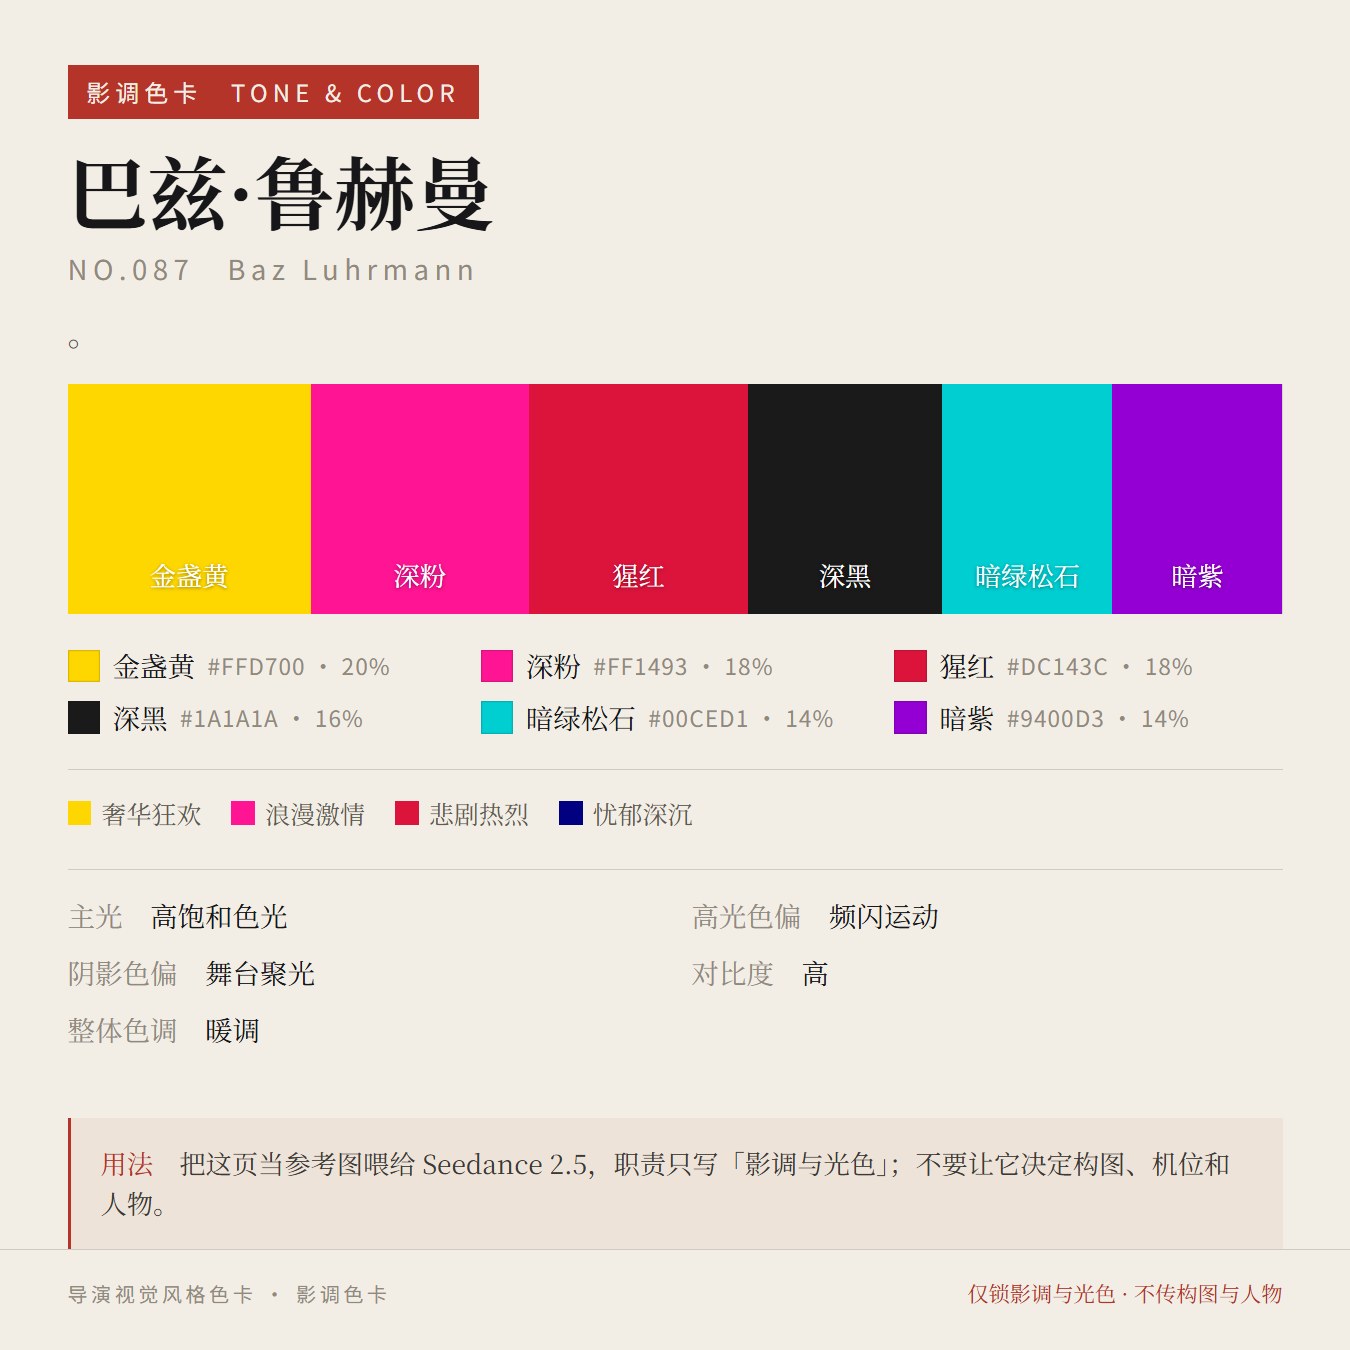 影调色卡 TONE & COLOR
巴兹·鲁赫曼
NO.087 Baz Luhrmann
。
金盏黄 深粉 猩红 深黑 暗绿松石 暗紫
金盏黄 #FFD700 · 20% 深粉 #FF1493 · 18% 猩红 #DC143C · 18%
深黑 #1A1A1A · 16% 暗绿松石 #00CED1 · 14% 暗紫 #9400D3 · 14%
奢华狂欢 浪漫激情 悲剧热烈 忧郁深沉
主光 高饱和色光 高光色偏 频闪运动
阴影色偏 舞台聚光 对比度 高
整体色调 暖调
用法 把这页当参考图喂给 Seedance 2.5，职责只写「影调与光色」；不要让它决定构图、机位和
人物。
导演视觉风格色卡 · 影调色卡 仅锁影调与光色 · 不传构图与人物